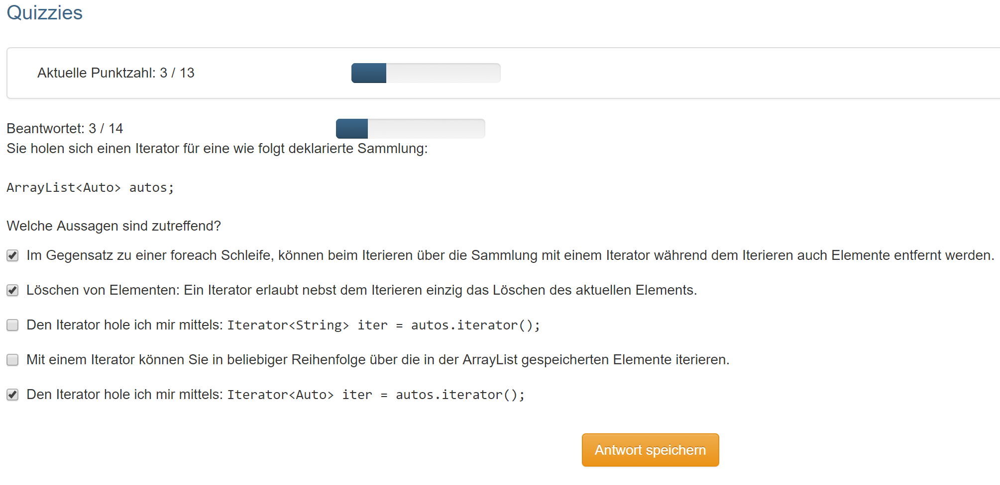 Quizzies
Aktuelle Punktzahl: 3 / 13
Beantwortet: 3 / 14
Sie holen sich einen Iterator für eine wie folgt deklarierte Sammlung:
ArrayList<Auto> autos;
Welche Aussagen sind zutreffend?
Im Gegensatz zu einer foreach Schleife, können beim Iterieren über die Sammlung mit einem Iterator während dem Iterieren auch Elemente entfernt werden.
Löschen von Elementen: Ein Iterator erlaubt nebst dem Iterieren einzig das Löschen des aktuellen Elements.
Den Iterator hole ich mir mittels: Iterator<String> iter = autos.iterator();
Mit einem Iterator können Sie in beliebiger Reihenfolge über die in der ArrayList gespeicherten Elemente iterieren.
Den Iterator hole ich mir mittels: Iterator<Auto> iter = autos.iterator();
Antwort speichern